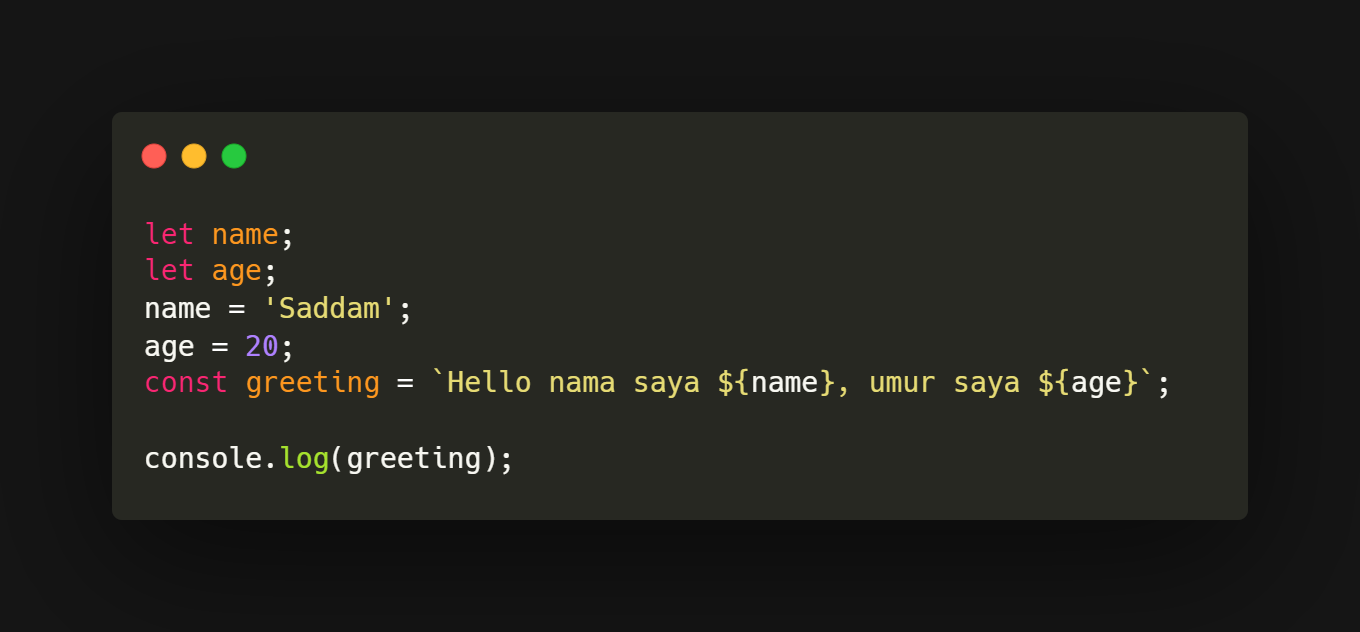 let name;
let age;
name = 'Saddam';
age = 20;
const greeting = `Hello nama saya ${name}, umur saya ${age}`;
console.log(greeting);